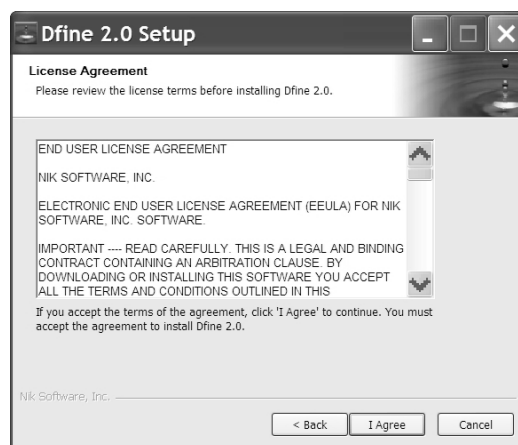 Dfine 2.0 Setup
License Agreement
Please review the license terms before installing Dfine 2.0.
END USER LICENSE AGREEMENT
NIK SOFTWARE, INC.
ELECTRONIC END USER LICENSE AGREEMENT (EEULA) FOR NIK
SOFTWARE, INC. SOFTWARE.
IMPORTANT ---- READ CAREFULLY. THIS IS A LEGAL AND BINDING
CONTRACT CONTAINING AN ARBITRATION CLAUSE. BY
DOWNLOADING OR INSTALLING THIS SOFTWARE YOU ACCEPT
ALL THE TERMS AND CONDITIONS OUTLINED IN THIS
If you accept the terms of the agreement, click 'I Agree' to continue. You must
accept the agreement to install Dfine 2.0.
Nik Software, Inc.
< Back
I Agree
Cancel